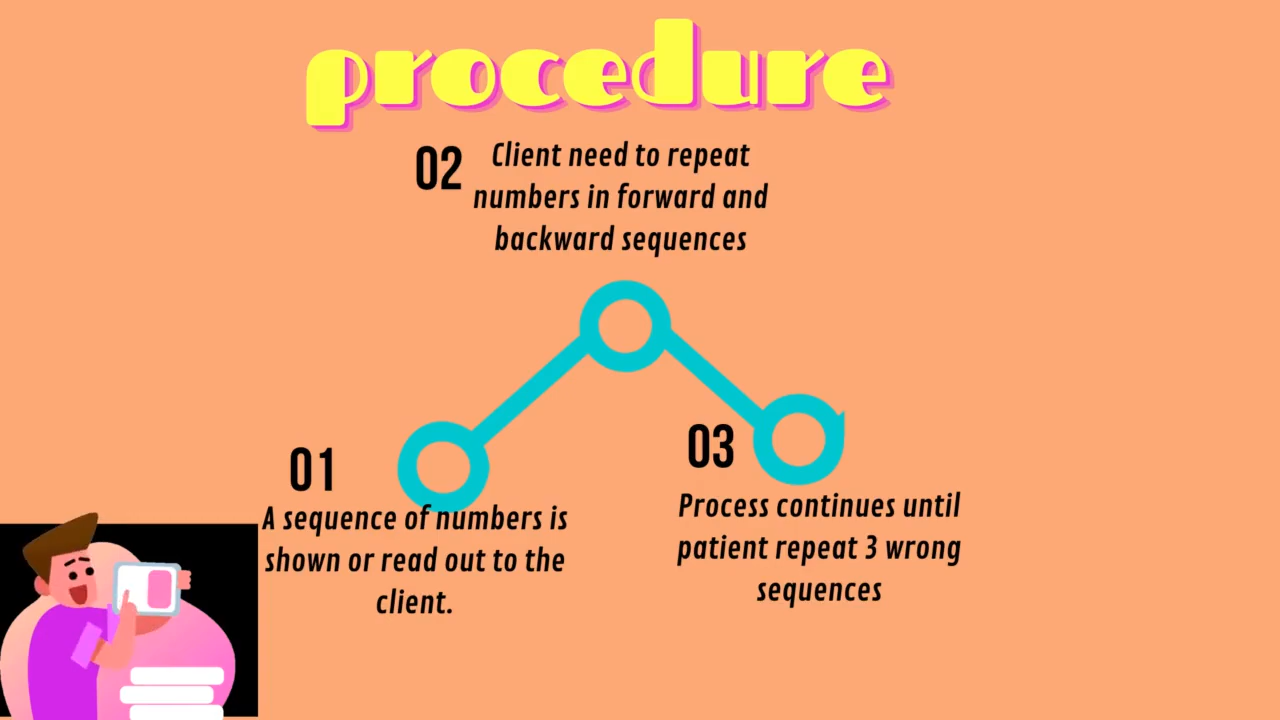 procedure
02
Client need to repeat
numbers in forward and
backward sequences
01
A sequence of numbers is
shown or read out to the
client.
03
Process continues until
patient repeat 3 wrong
sequences